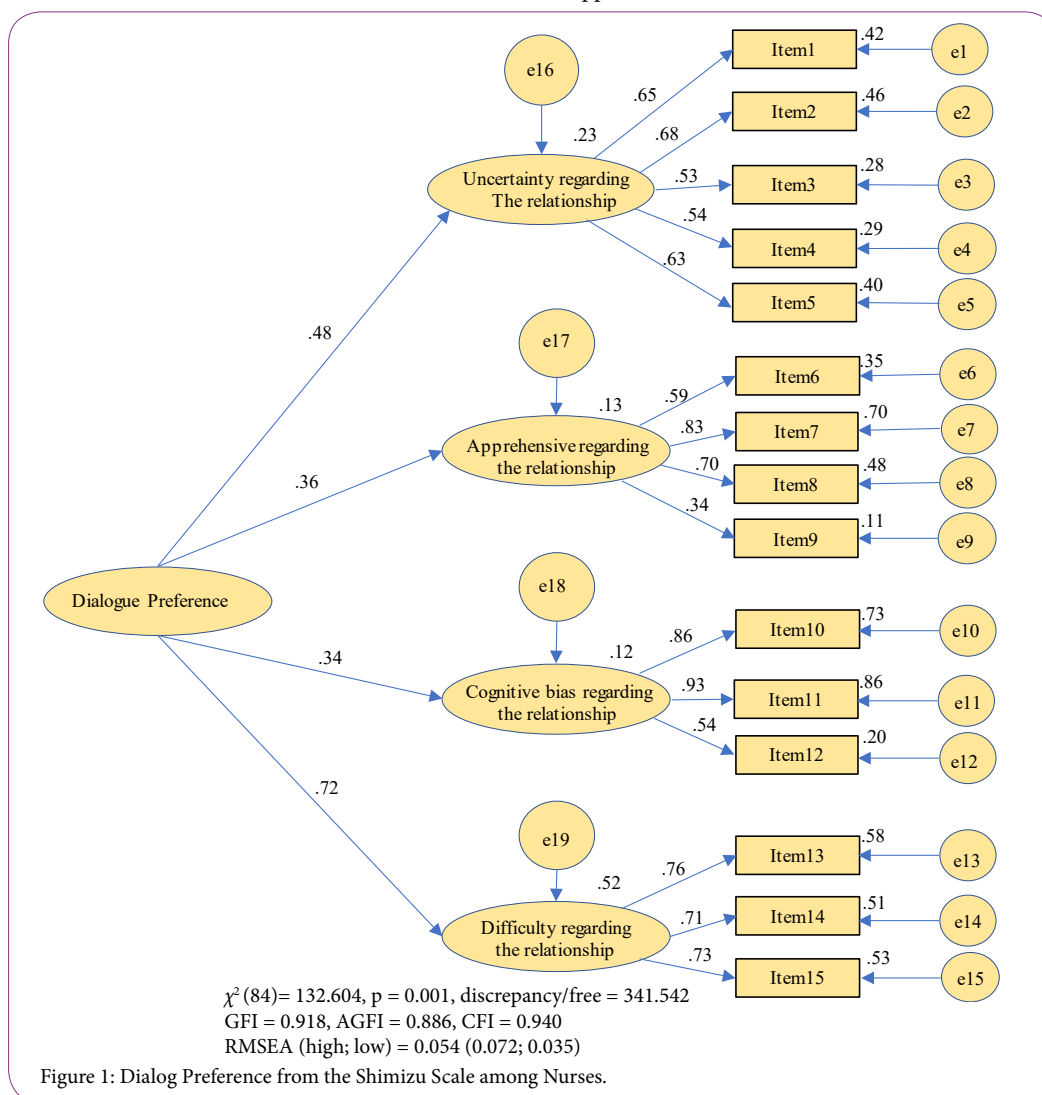 e16
.23
Uncertainty regarding
The relationship
.65
.68
.53
.54
.63
Item1
.42
e1
Item2
.46
e2
Item3
.28
e3
Item4
.29
e4
Item5
.40
e5
.48
e17
.13
Apprehensive regarding
the relationship
.36
.59
.83
.70
.34
Item6
.35
e6
Item7
.70
e7
Item8
.48
e8
Item9
.11
e9
Dialogue Preference
e18
.12
Cognitive bias regarding
the relationship
.34
.86
.93
.54
Item10
.73
e10
Item11
.86
e11
Item12
.20
e12
.72
e19
.52
Difficulty regarding
the relationship
.76
.71
.73
Item13
.58
e13
Item14
.51
e14
Item15
.53
e15
χ² (84)= 132.604, p = 0.001, discrepancy/free = 341.542
GFI = 0.918, AGFI = 0.886, CFI = 0.940
RMSEA (high; low) = 0.054 (0.072; 0.035)
Figure 1: Dialog Preference from the Shimizu Scale among Nurses.